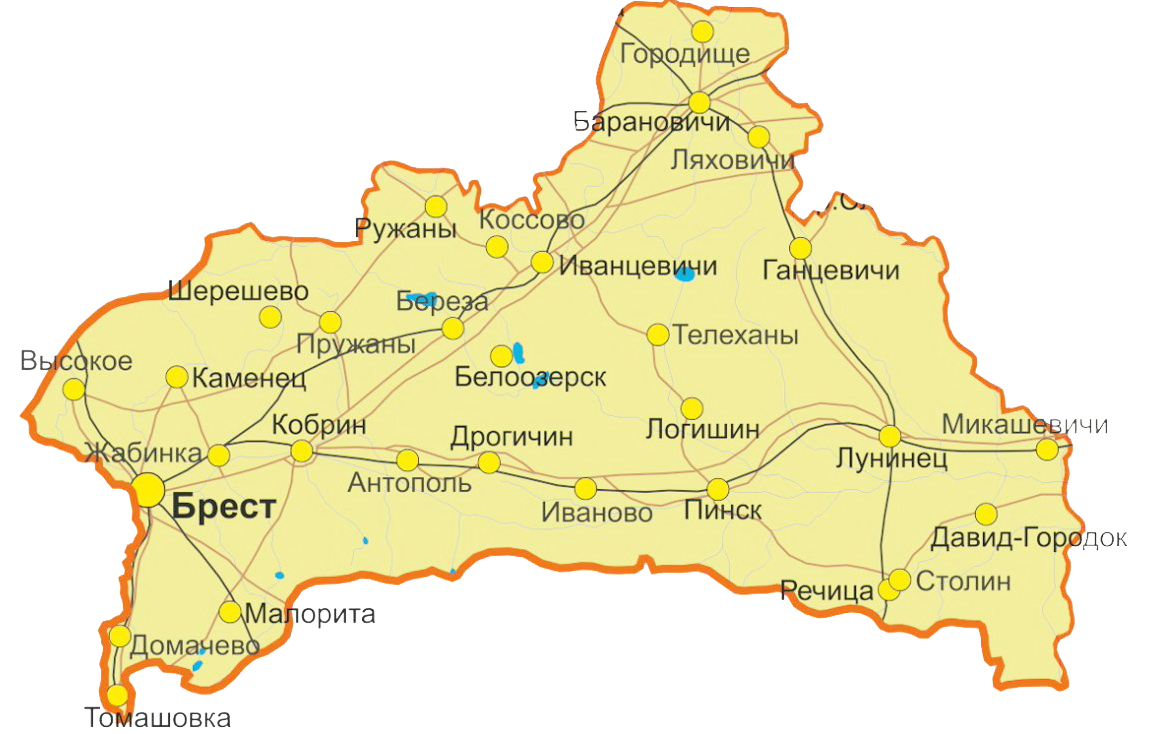 Городище
Барановичи
Ляховичи
Ружаны
Коссово
Иванцевичи
Ганцевичи
Шерешево
Береза
Пружаны
Телеханы
Высокое
Каменец
Белоозерск
Кобрин
Дрогичин
Логишин
Микашевичи
Жабинка
Лунинец
Антополь
Брест
Иваново
Пинск
Давид-Городок
Речица
Столин
Малорита
Домачево
Томашовка